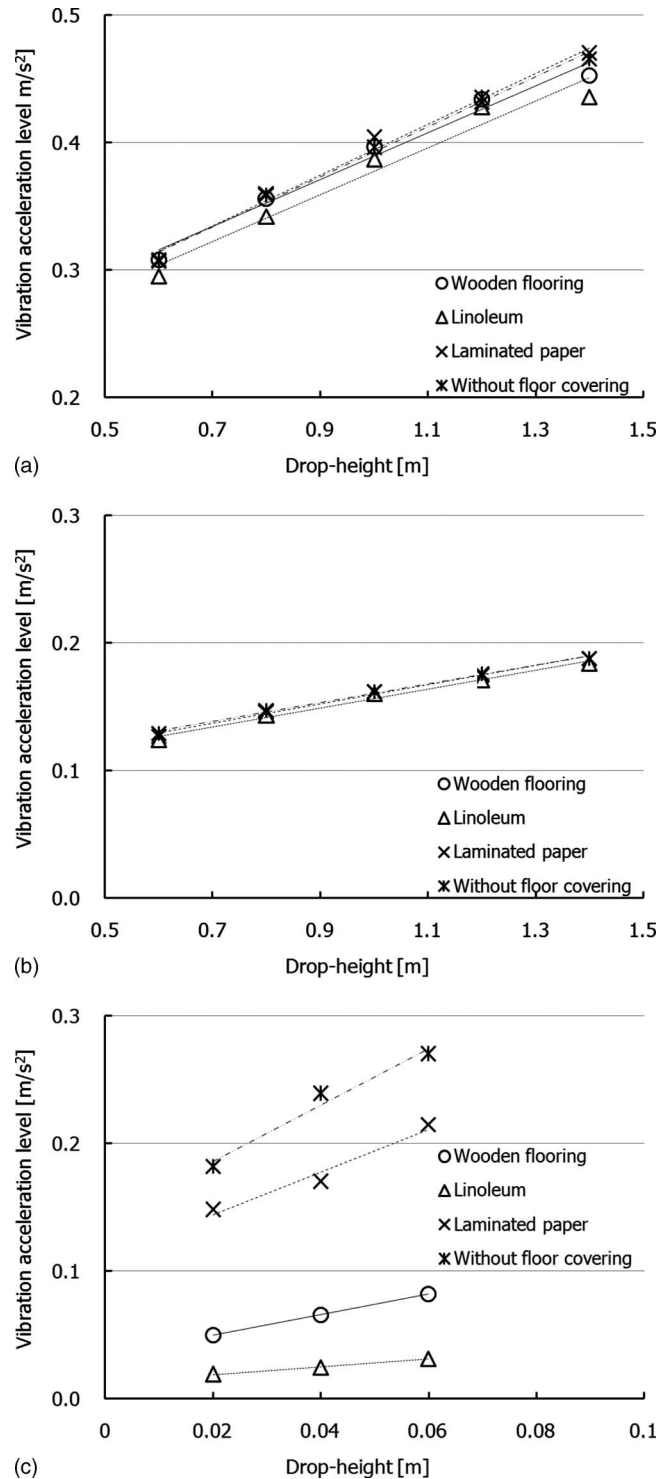 Vibration acceleration level m/s²
0.5
0.4
0.3
0.2
Wooden flooring
Linoleum
Laminated paper
Without floor covering
0.5 0.7 0.9 1.1 1.3 1.5
Drop-height [m]
(a)
Vibration acceleration level [m/s²]
0.3
0.2
0.1
0.0
Wooden flooring
Linoleum
Laminated paper
Without floor covering
0.5 0.7 0.9 1.1 1.3 1.5
Drop-height [m]
(b)
Vibration acceleration level [m/s²]
0.3
0.2
0.1
0.0
Wooden flooring
Linoleum
Laminated paper
Without floor covering
0 0.02 0.04 0.06 0.08 0.1
Drop-height [m]
(c)